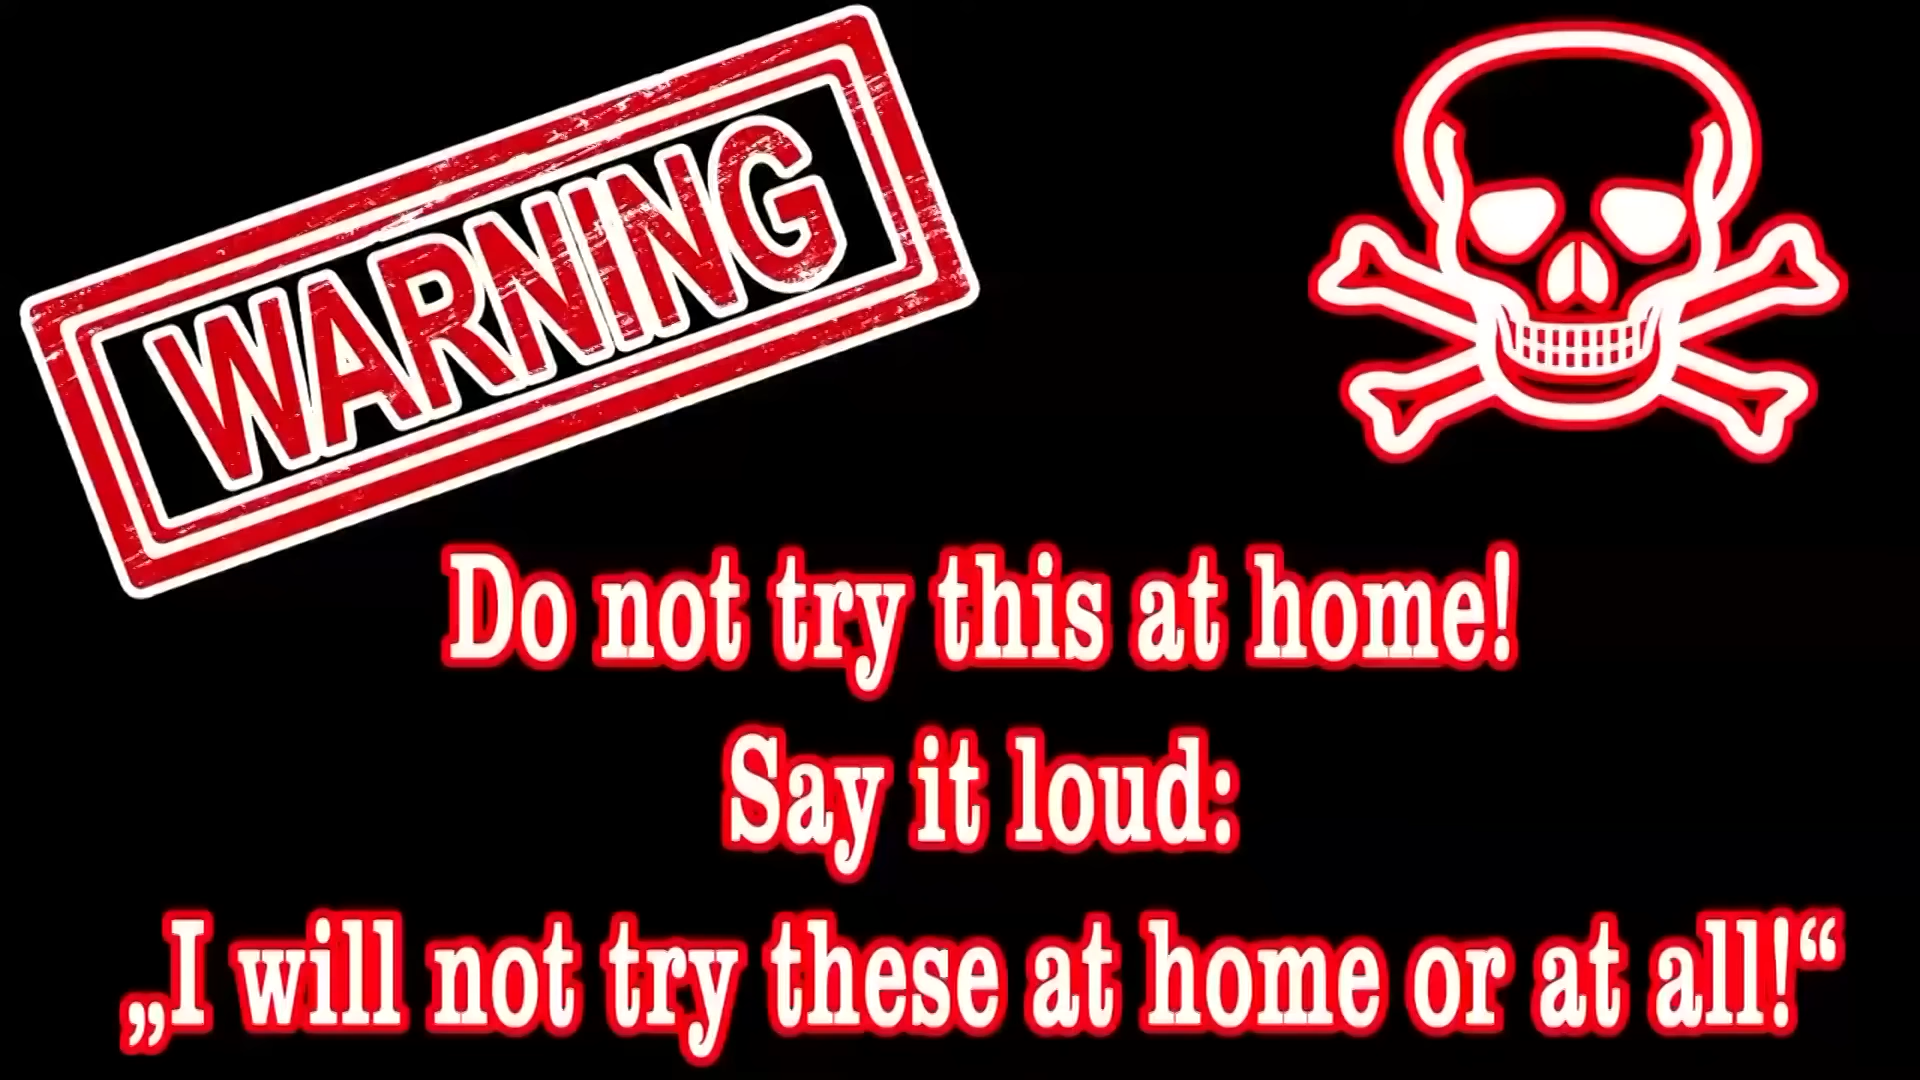 WARNING
Do not try this at home!
Say it loud:
„I will not try these at home or at all!“